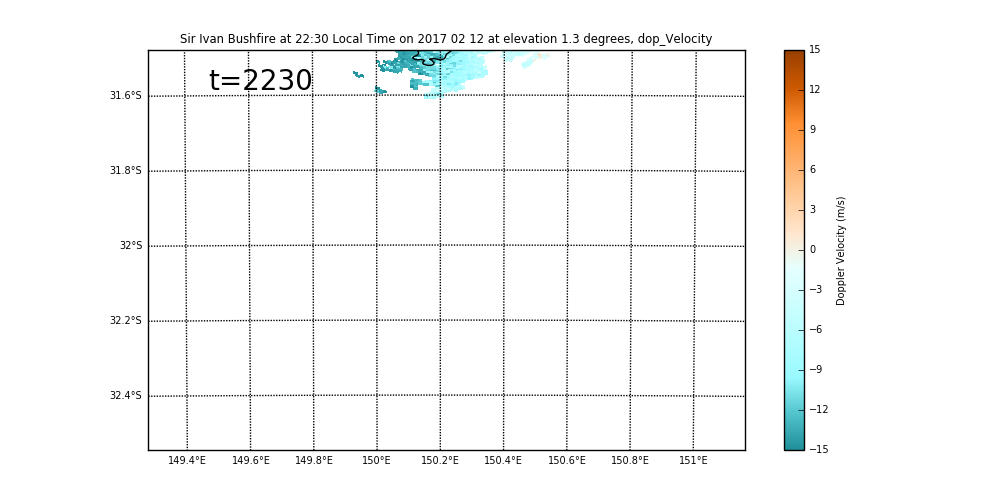 Sir Ivan Bushfire at 22:30 Local Time on 2017 02 12 at elevation 1.3 degrees, dop_Velocity
t=2230
31.6°S
31.8°S
32°S
32.2°S
32.4°S
149.4°E 149.6°E 149.8°E 150°E 150.2°E 150.4°E 150.6°E 150.8°E 151°E
15
12
9
6
3
0
−3
−6
−9
−12
−15
Doppler Velocity (m/s)